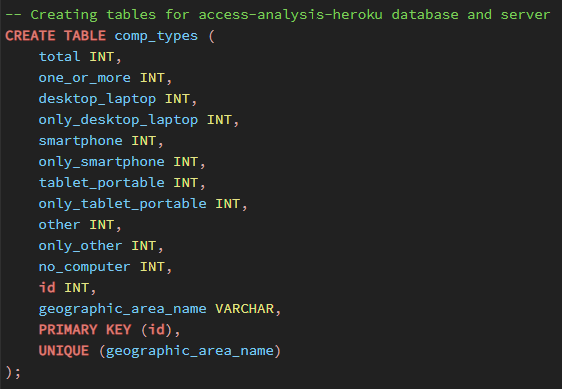 -- Creating tables for access-analysis-heroku database and server
CREATE TABLE comp_types (
    total INT,
    one_or_more INT,
    desktop_laptop INT,
    only_desktop_laptop INT,
    smartphone INT,
    only_smartphone INT,
    tablet_portable INT,
    only_tablet_portable INT,
    other INT,
    only_other INT,
    no_computer INT,
    id INT,
    geographic_area_name VARCHAR,
    PRIMARY KEY (id),
    UNIQUE (geographic_area_name)
);